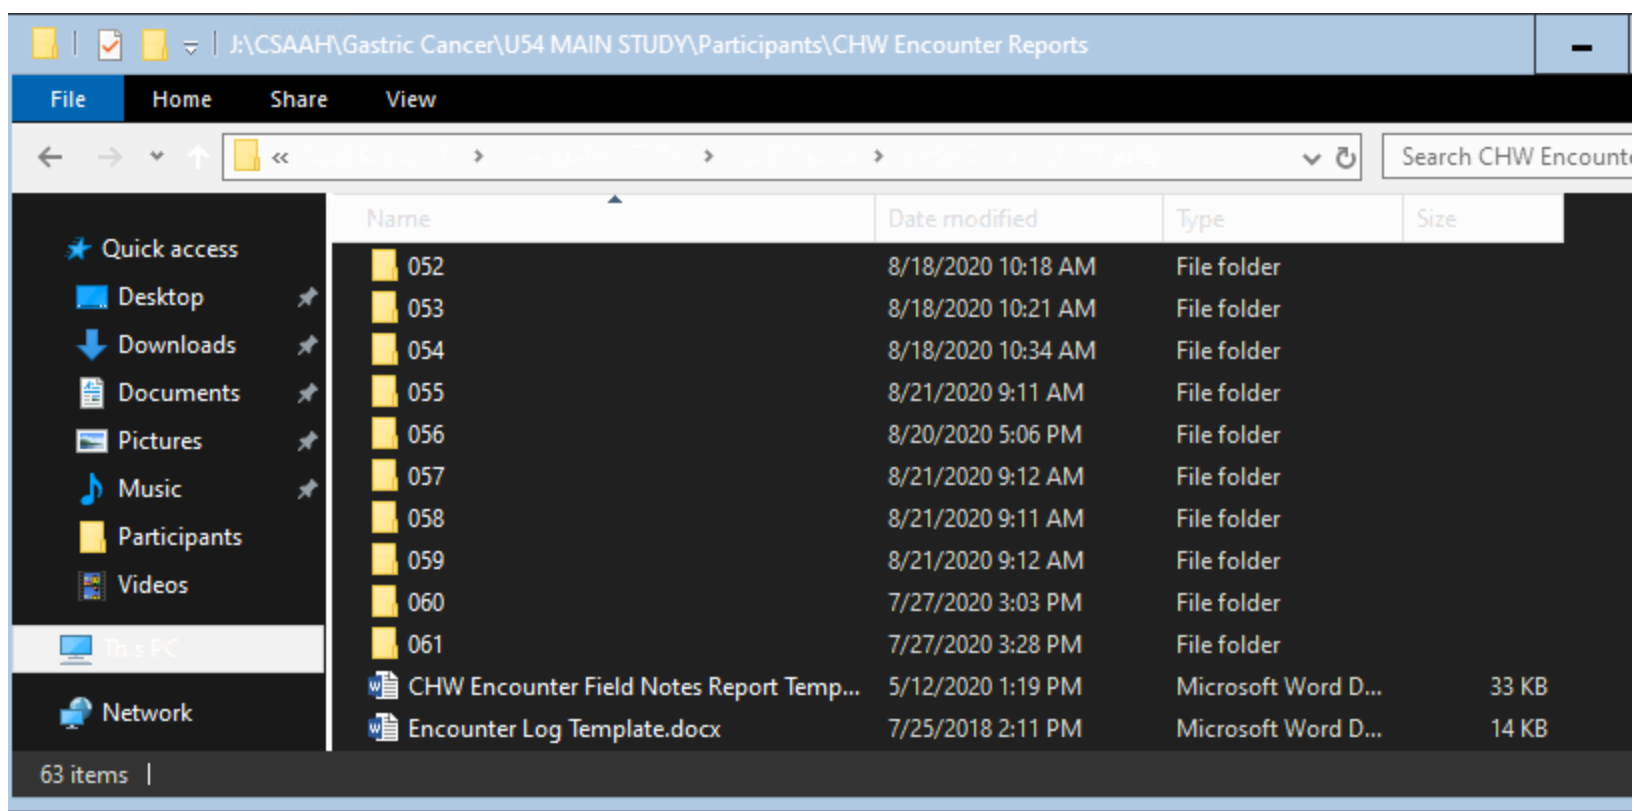 J:\CSAAH\Gastric Cancer\U54 MAIN STUDY\Participants\CHW Encounter Reports
File Home Share View
Search CHW Encounte
Name Date modified Type Size
Quick access
Desktop
Downloads
Documents
Pictures
Music
Participants
Videos
This PC
Network
052 8/18/2020 10:18 AM File folder
053 8/18/2020 10:21 AM File folder
054 8/18/2020 10:34 AM File folder
055 8/21/2020 9:11 AM File folder
056 8/20/2020 5:06 PM File folder
057 8/21/2020 9:12 AM File folder
058 8/21/2020 9:11 AM File folder
059 8/21/2020 9:12 AM File folder
060 7/27/2020 3:03 PM File folder
061 7/27/2020 3:28 PM File folder
CHW Encounter Field Notes Report Temp... 5/12/2020 1:19 PM Microsoft Word D... 33 KB
Encounter Log Template.docx 7/25/2018 2:11 PM Microsoft Word D... 14 KB
63 items